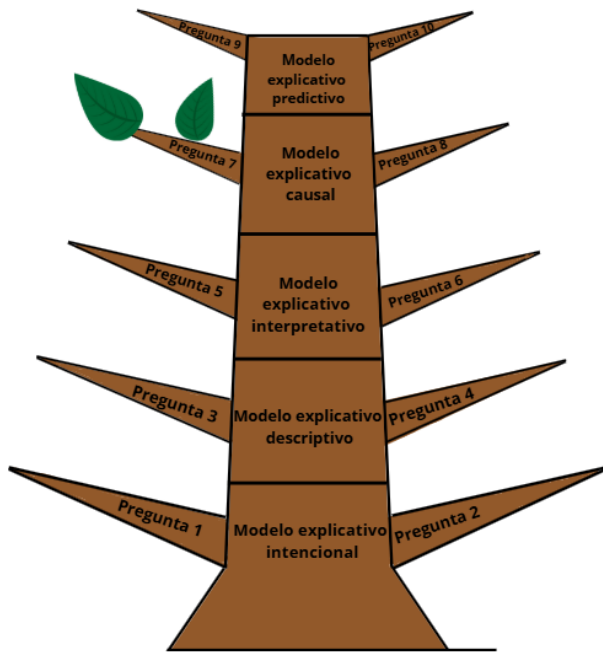 Pregunta 9
Pregunta 10
Modelo
explicativo
predictivo
Pregunta 7
Pregunta 8
Modelo
explicativo
causal
Pregunta 5
Pregunta 6
Modelo
explicativo
interpretativo
Pregunta 3
Pregunta 4
Modelo explicativo
descriptivo
Pregunta 1
Pregunta 2
Modelo explicativo
intencional